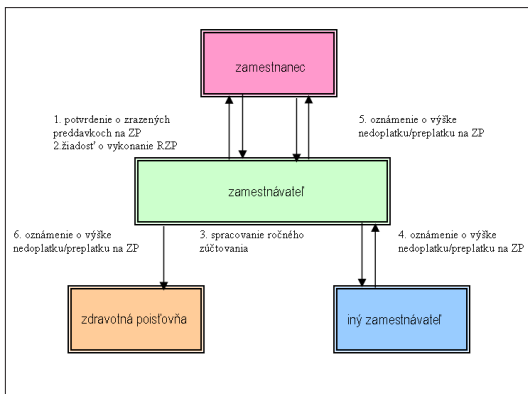 zamestnanec
1. potvrdenie o zrazených
preddavkoch na ZP
2.žiadosť o vykonanie RZP
5. oznámenie o výške
nedoplatku/preplatku na ZP
zamestnávateľ
6. oznámenie o výške
nedoplatku/preplatku na ZP
3. spracovanie ročného
zúčtovania
4. oznámenie o výške
nedoplatku/preplatku na ZP
zdravotná poisťovňa
iný zamestnávateľ